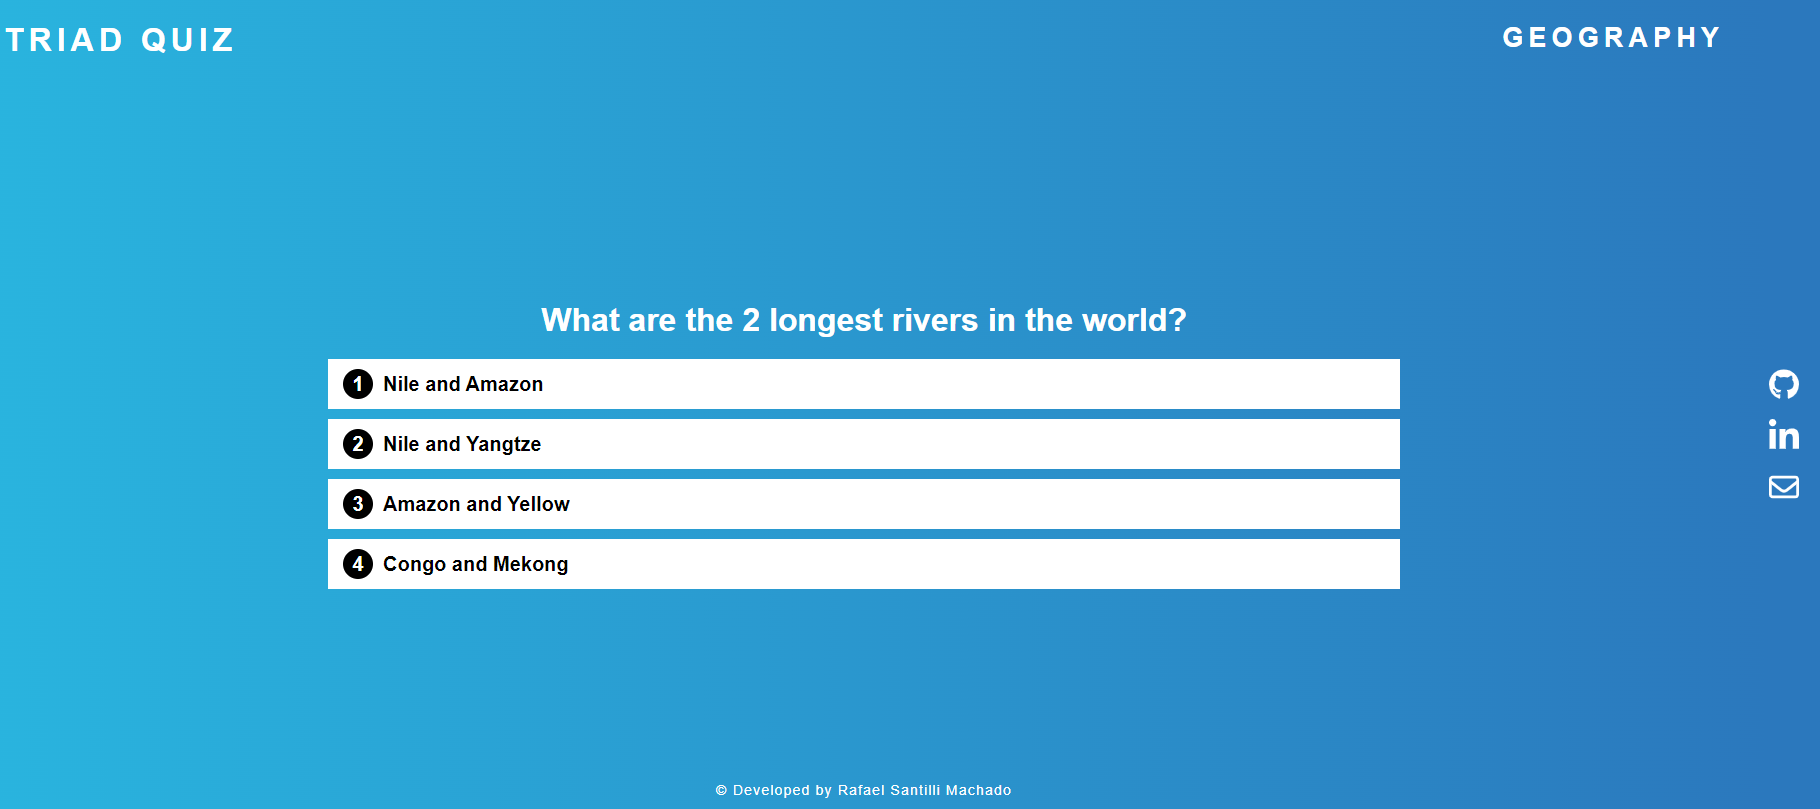 TRIAD QUIZ
GEOGRAPHY
What are the 2 longest rivers in the world?
1 Nile and Amazon
2 Nile and Yangtze
3 Amazon and Yellow
4 Congo and Mekong
in
© Developed by Rafael Santilli Machado